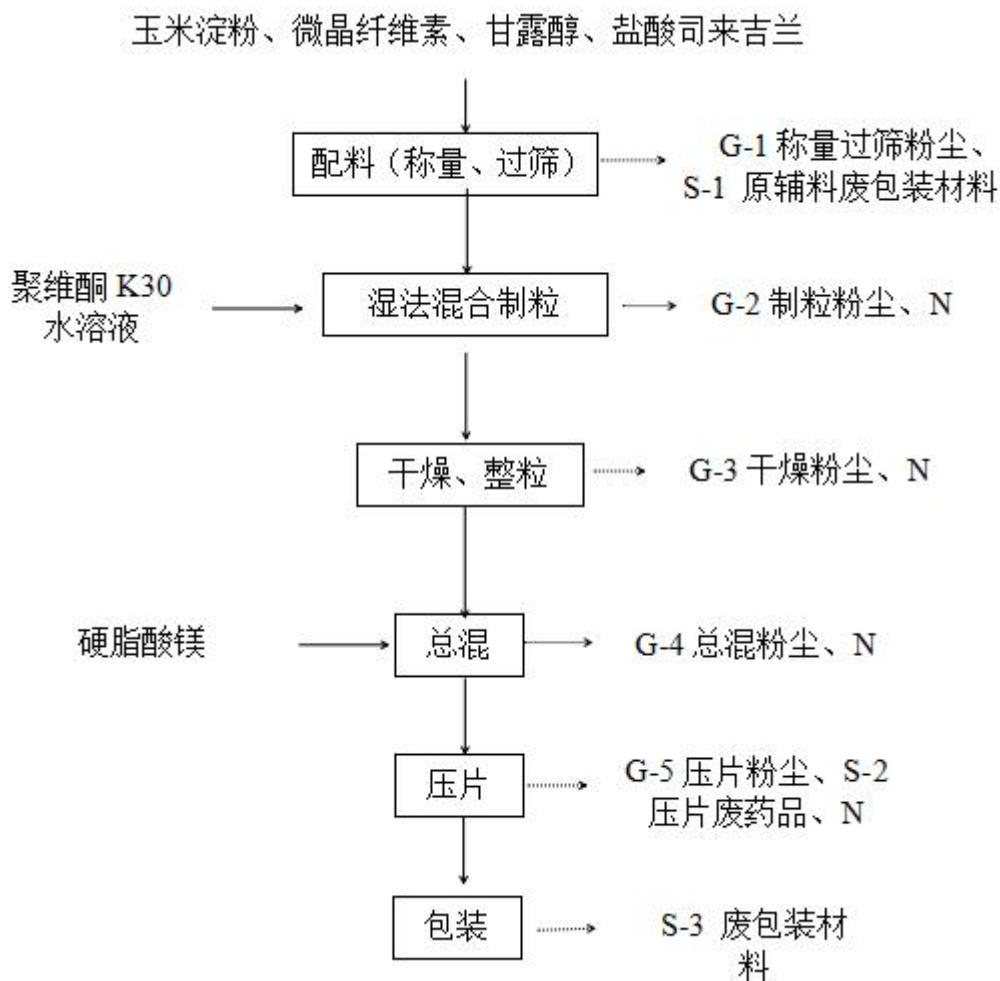 玉米淀粉、微晶纤维素、甘露醇、盐酸司来吉兰
配料（称量、过筛）
G-1 称量过筛粉尘、
S-1 原辅料废包装材料
聚维酮 K30
水溶液
湿法混合制粒
G-2 制粒粉尘、N
干燥、整粒
G-3 干燥粉尘、N
硬脂酸镁
总混
G-4 总混粉尘、N
压片
G-5 压片粉尘、S-2
压片废药品、N
包装
S-3 废包装材
料